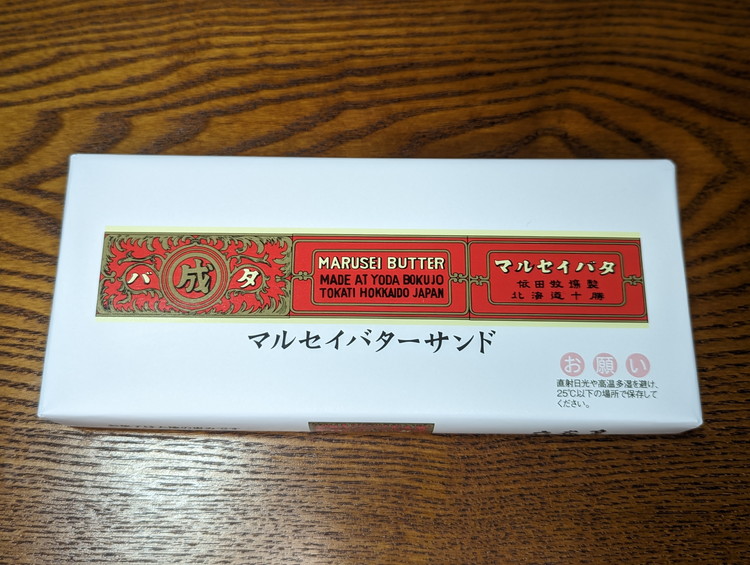 バ 成 タ
MARUSEI BUTTER
MADE AT YODA BOKUJO
TOKATI HOKKAIDO JAPAN
マルセイバタ
依田牧場製
北海道十勝
マルセイバターサンド
お願い
直射日光や高温多湿を避け、
25℃以下の場所で保存して
ください。